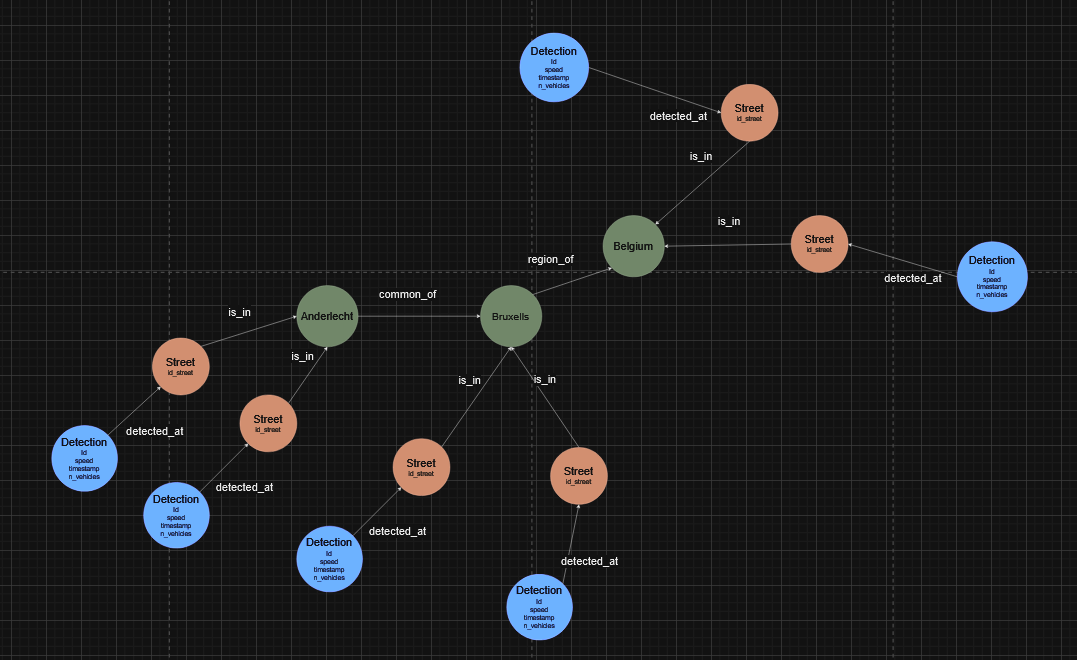 Detection
Id
speed
timestamp
n_vehicles
detected_at
Street
id_street
is_in
Belgium
is_in
Street
id_street
detected_at
Detection
Id
speed
timestamp
n_vehicles
region_of
common_of
Anderlecht
Bruxells
is_in
is_in
is_in
is_in
Street
id_street
detected_at
Detection
Id
speed
timestamp
n_vehicles
Street
id_street
detected_at
Detection
Id
speed
timestamp
n_vehicles
Street
id_street
detected_at
Detection
Id
speed
timestamp
n_vehicles
Street
id_street
detected_at
Detection
Id
speed
timestamp
n_vehicles